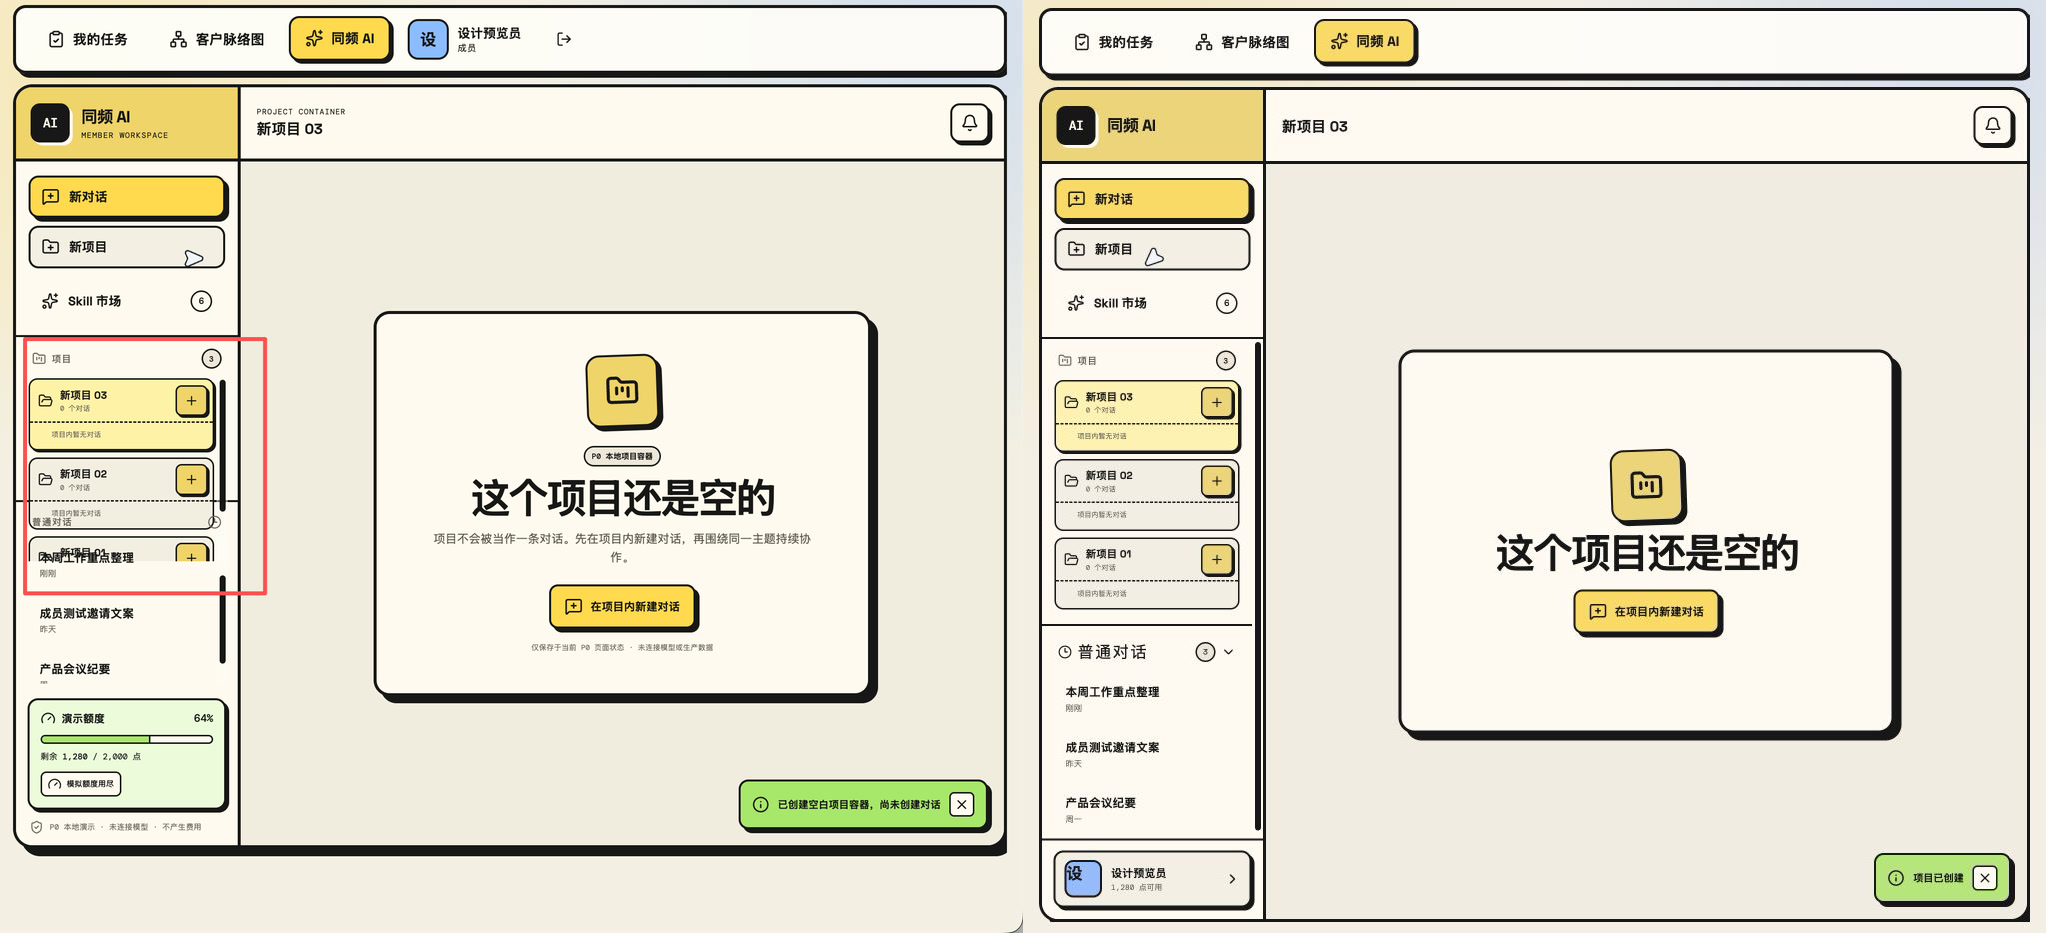 我的任务
客户脉络图
同频 AI
设
设计预览员
成员
AI
同频 AI
MEMBER WORKSPACE
PROJECT CONTAINER
新项目 03
新对话
新项目
Skill 市场
6
项目
3
新项目 03
0 个对话
项目内暂无对话
新项目 02
0 个对话
项目内暂无对话
普通对话
新项目 01
本周工作重点整理
刚刚
成员测试邀请文案
昨天
产品会议纪要
演示额度
64%
剩余 1,280 / 2,000 点
模拟额度用尽
P0 本地演示 · 未连接模型 · 不产生费用
P0 本地项目容器
这个项目还是空的
项目不会被当作一条对话。先在项目内新建对话，再围绕同一主题持续协
作。
在项目内新建对话
仅保存于当前 P0 页面状态 · 未连接模型或生产数据
已创建空白项目容器，尚未创建对话
我的任务
客户脉络图
同频 AI
AI
同频 AI
新项目 03
新对话
新项目
Skill 市场
6
项目
3
新项目 03
0 个对话
项目内暂无对话
新项目 02
0 个对话
项目内暂无对话
新项目 01
0 个对话
项目内暂无对话
普通对话
3
本周工作重点整理
刚刚
成员测试邀请文案
昨天
产品会议纪要
周一
设
设计预览员
1,280 点可用
这个项目还是空的
在项目内新建对话
项目已创建